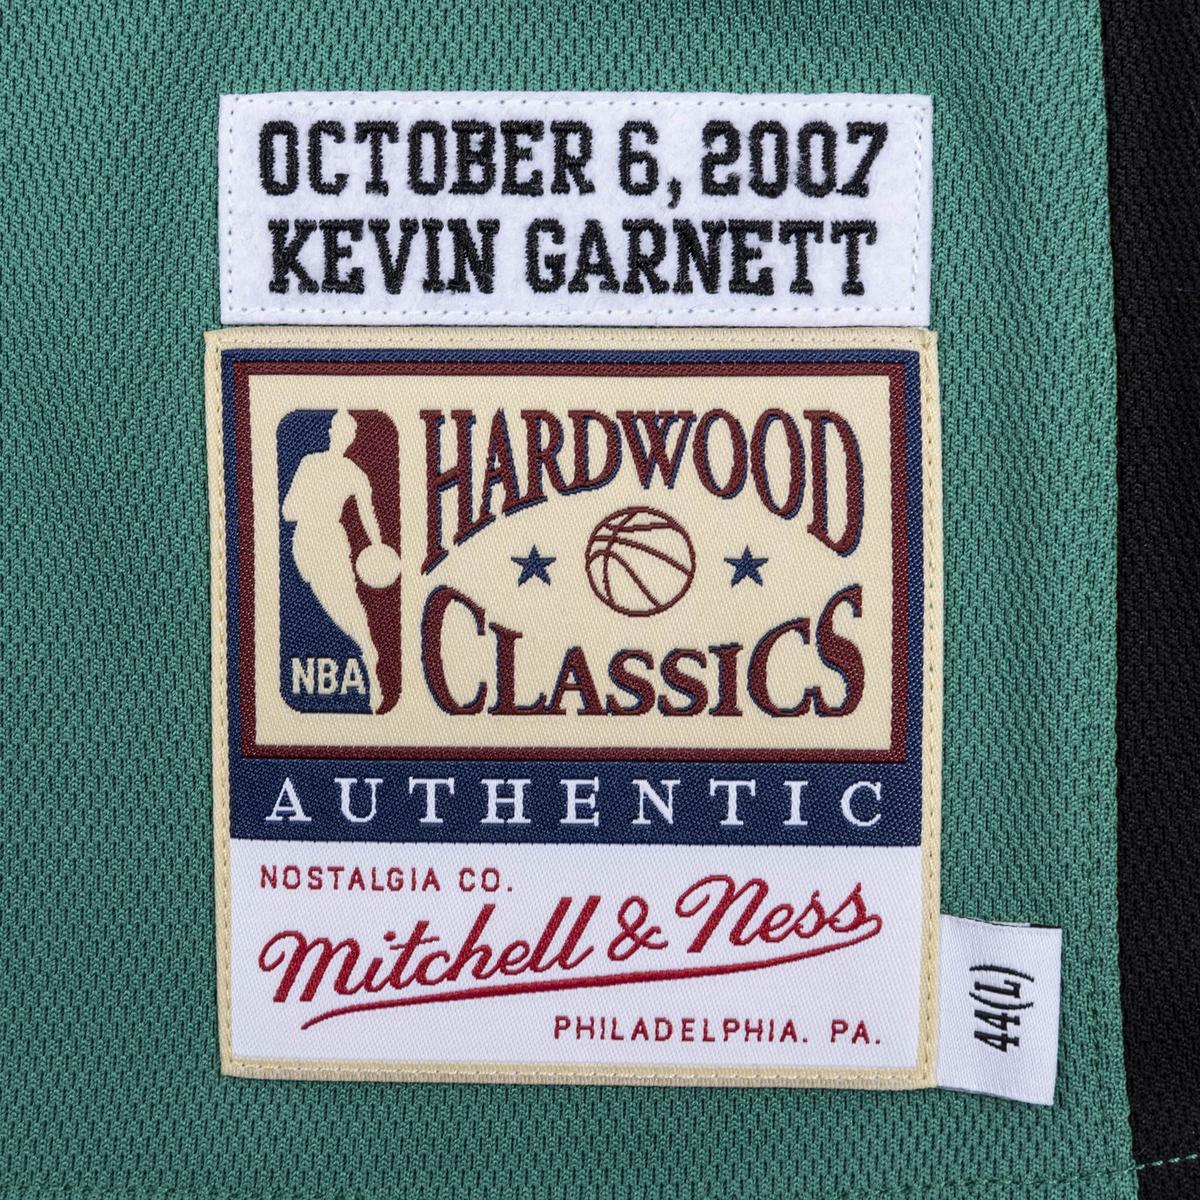 OCTOBER 6, 2007
KEVIN GARNETT
HARDWOOD
CLASSICS
NBA
AUTHENTIC
NOSTALGIA CO.
Mitchell & Ness
PHILADELPHIA. PA.
44(L)